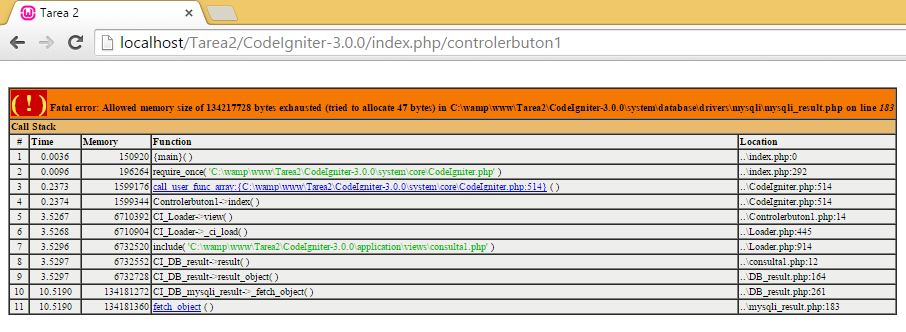 Tarea 2
localhost/Tarea2/CodeIgniter-3.0.0/index.php/controlerbuton1
(!) Fatal error: Allowed memory size of 134217728 bytes exhausted (tried to allocate 47 bytes) in C:\wamp\www\Tarea2\CodeIgniter-3.0.0\system\database\drivers\mysqli\mysqli_result.php on line 183
Call Stack
# Time Memory Function Location
1 0.0036 150920 {main}( ) ..\index.php:0
2 0.0096 196264 require_once( 'C:\wamp\www\Tarea2\CodeIgniter-3.0.0\system\core\CodeIgniter.php' ) ..\index.php:292
3 0.2373 1599176 call_user_func_array:{C:\wamp\www\Tarea2\CodeIgniter-3.0.0\system\core\CodeIgniter.php:514} ( ) ..\CodeIgniter.php:514
4 0.2374 1599344 Controlerbuton1->index( ) ..\CodeIgniter.php:514
5 3.5267 6710392 CI_Loader->view( ) ..\Controlerbuton1.php:14
6 3.5268 6710904 CI_Loader->_ci_load( ) ..\Loader.php:445
7 3.5296 6732520 include( 'C:\wamp\www\Tarea2\CodeIgniter-3.0.0\application\views\consulta1.php' ) ..\Loader.php:914
8 3.5297 6732552 CI_DB_result->result( ) ..\consulta1.php:12
9 3.5297 6732728 CI_DB_result->result_object( ) ..\DB_result.php:164
10 10.5190 134181272 CI_DB_mysqli_result->_fetch_object( ) ..\DB_result.php:261
11 10.5190 134181360 fetch_object ( ) ..\mysqli_result.php:183